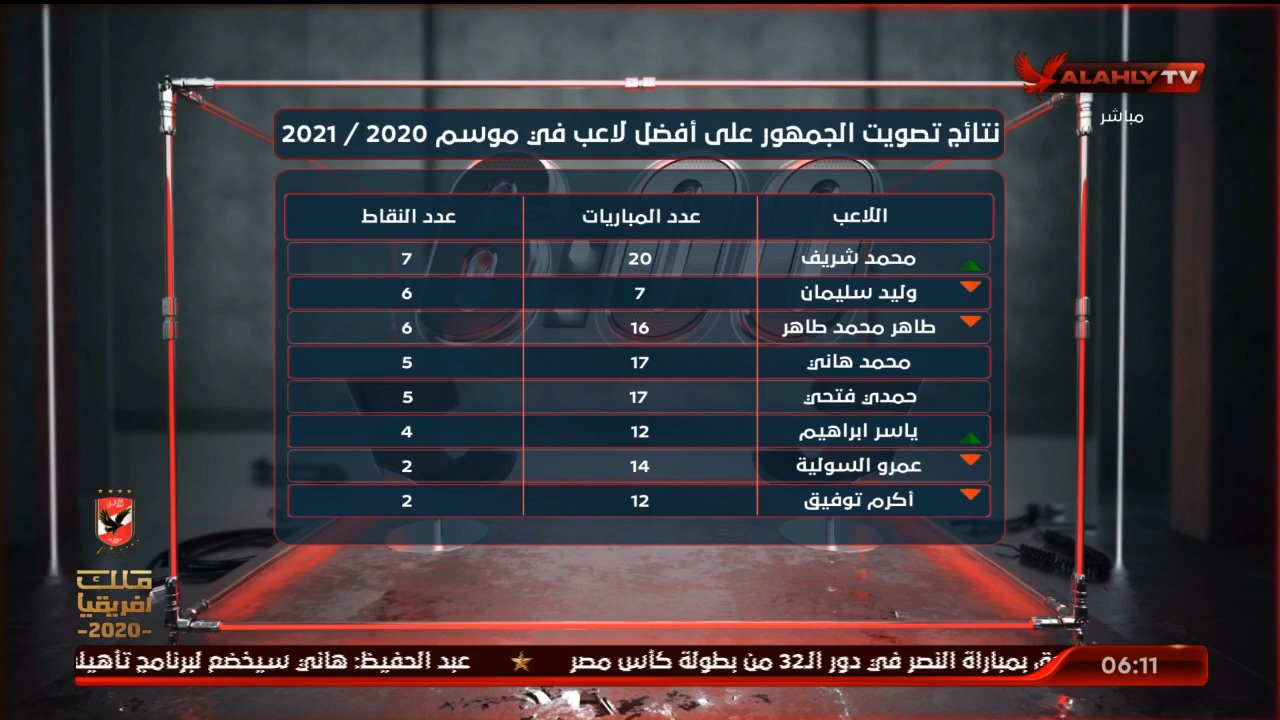 ALAHLY TV
مباشر
نتائج تصويت الجمهور على أفضل لاعب في موسم 2020 / 2021
اللاعب عدد المباريات عدد النقاط
محمد شريف 20 7
وليد سليمان 7 6
طاهر محمد طاهر 16 6
محمد هاني 17 5
حمدي فتحي 17 5
ياسر ابراهيم 12 4
عمرو السولية 14 2
أكرم توفيق 12 2
ملك
افريقيا
-2020-
06:11 بمباراة النصر في دور الـ32 من بطولة كأس مصر عبد الحفيظ: هاني سيخضع لبرنامج